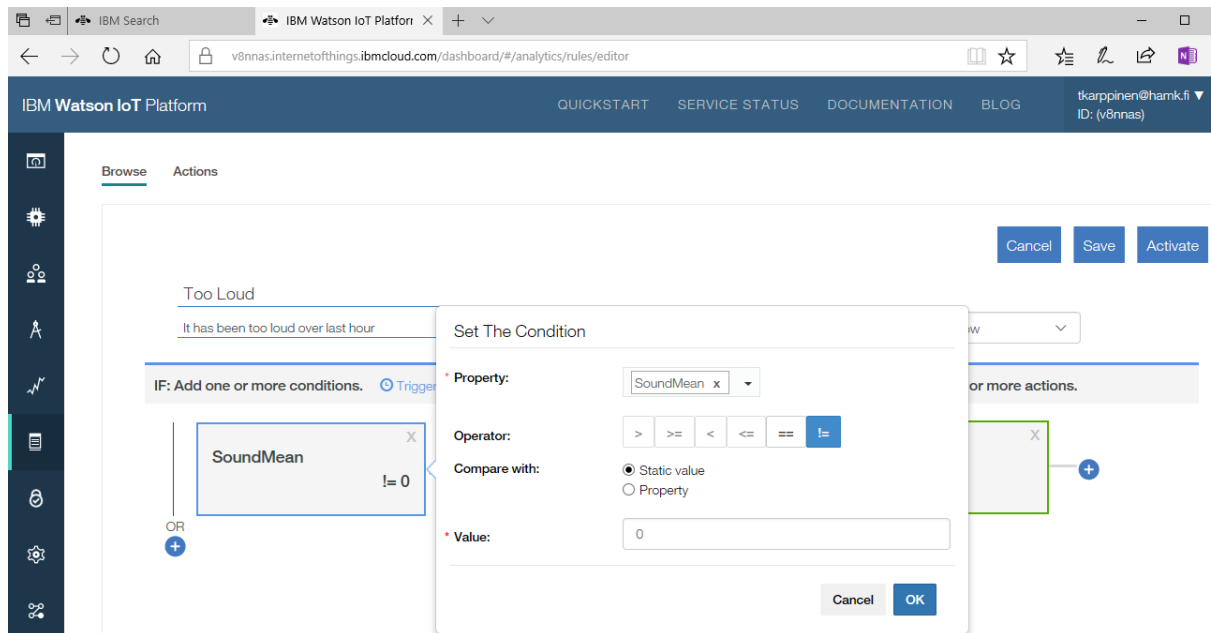 IBM Search
IBM Watson IoT Platforr
v8nnas.internetofthings.ibmcloud.com/dashboard/#/analytics/rules/editor
IBM Watson IoT Platform
QUICKSTART SERVICE STATUS DOCUMENTATION BLOG
tkarppinen@hamk.fi
ID: (v8nnas)
Browse Actions
Cancel Save Activate
Too Loud
It has been too loud over last hour
ow
IF: Add one or more conditions. Trigger
or more actions.
SoundMean
X
!= 0
OR
X
Set The Condition
* Property: SoundMean x
Operator: > >= < <= == !=
Compare with: Static value
Property
* Value: 0
Cancel OK